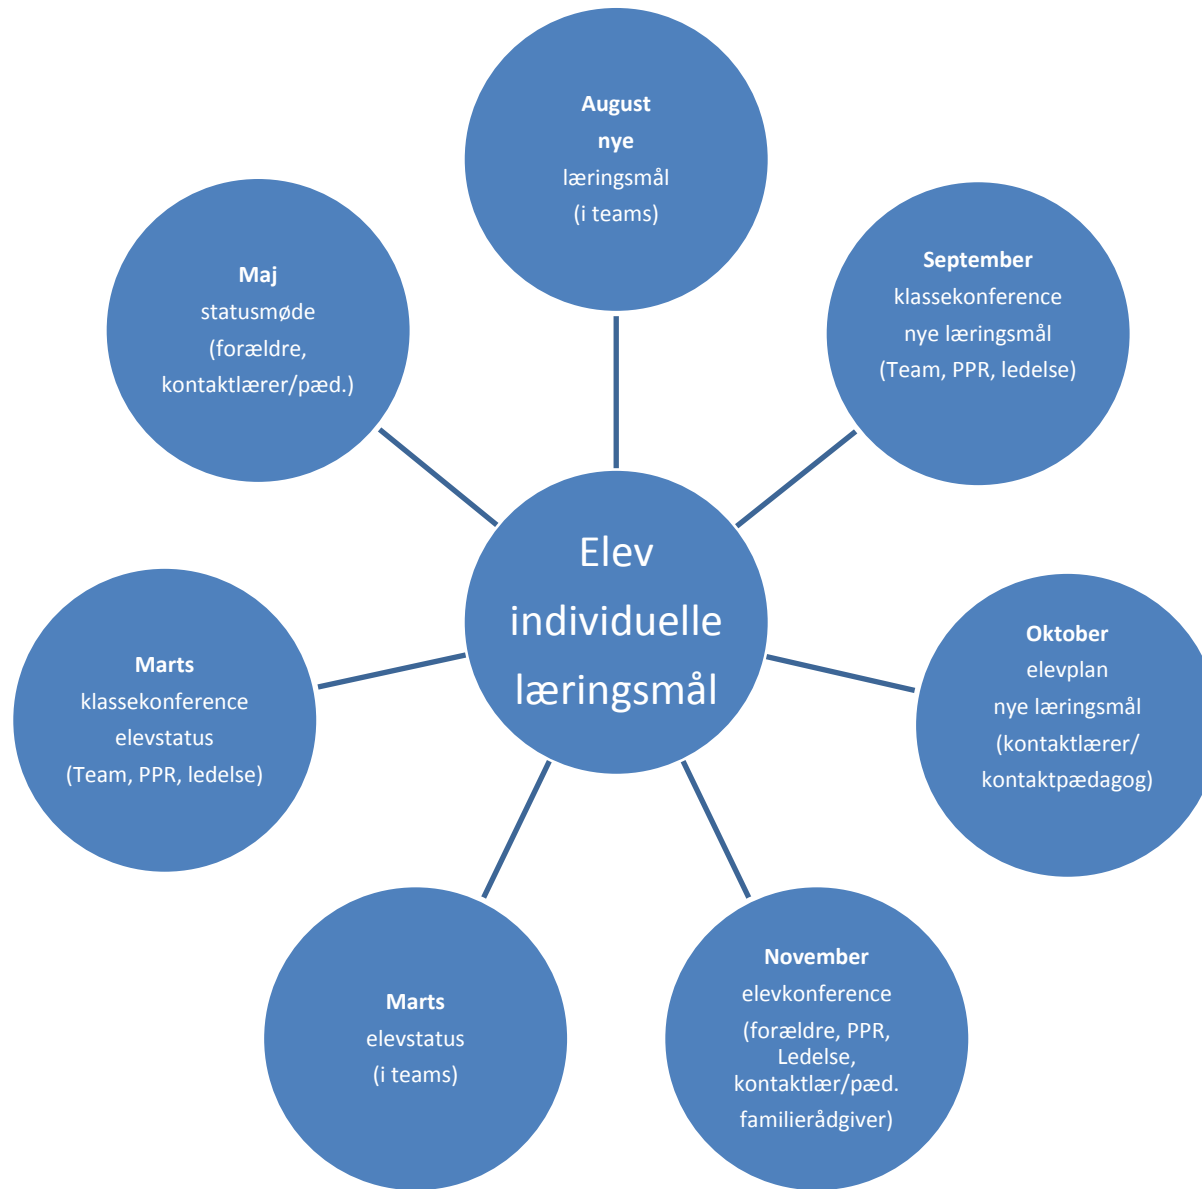 August
nye
læringsmål
(i teams)
September
klassekonference
nye læringsmål
(Team, PPR, ledelse)
Oktober
elevplan
nye læringsmål
(kontaktlærer/
kontaktpædagog)
November
elevkonference
(forældre, PPR,
Ledelse,
kontaktlær/pæd.
familierådgiver)
Marts
elevstatus
(i teams)
Marts
klassekonference
elevstatus
(Team, PPR, ledelse)
Maj
statusmøde
(forældre,
kontaktlærer/pæd.)
Elev
individuelle
læringsmål